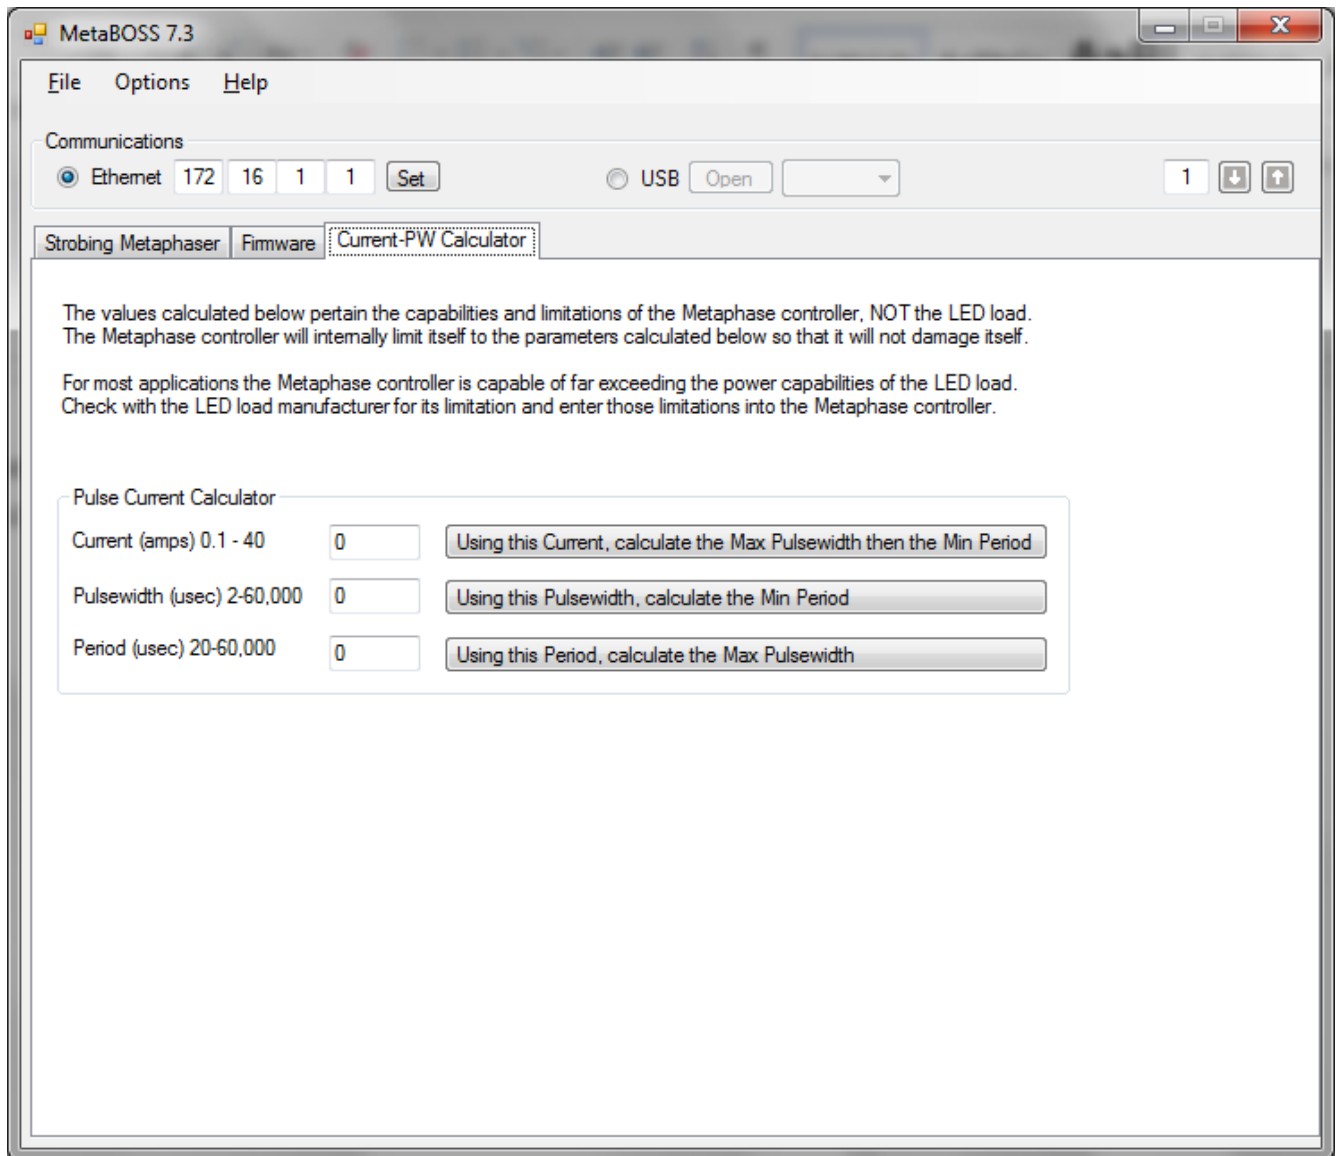 MetaBOSS 7.3
File Options Help
Communications
Ethernet 172 16 1 1 Set USB Open 1
Strobing Metaphaser Firmware Current-PW Calculator
The values calculated below pertain the capabilities and limitations of the Metaphase controller, NOT the LED load.
The Metaphase controller will internally limit itself to the parameters calculated below so that it will not damage itself.
For most applications the Metaphase controller is capable of far exceeding the power capabilities of the LED load.
Check with the LED load manufacturer for its limitation and enter those limitations into the Metaphase controller.
Pulse Current Calculator
Current (amps) 0.1 - 40 0 Using this Current, calculate the Max Pulsewidth then the Min Period
Pulsewidth (usec) 2-60,000 0 Using this Pulsewidth, calculate the Min Period
Period (usec) 20-60,000 0 Using this Period, calculate the Max Pulsewidth